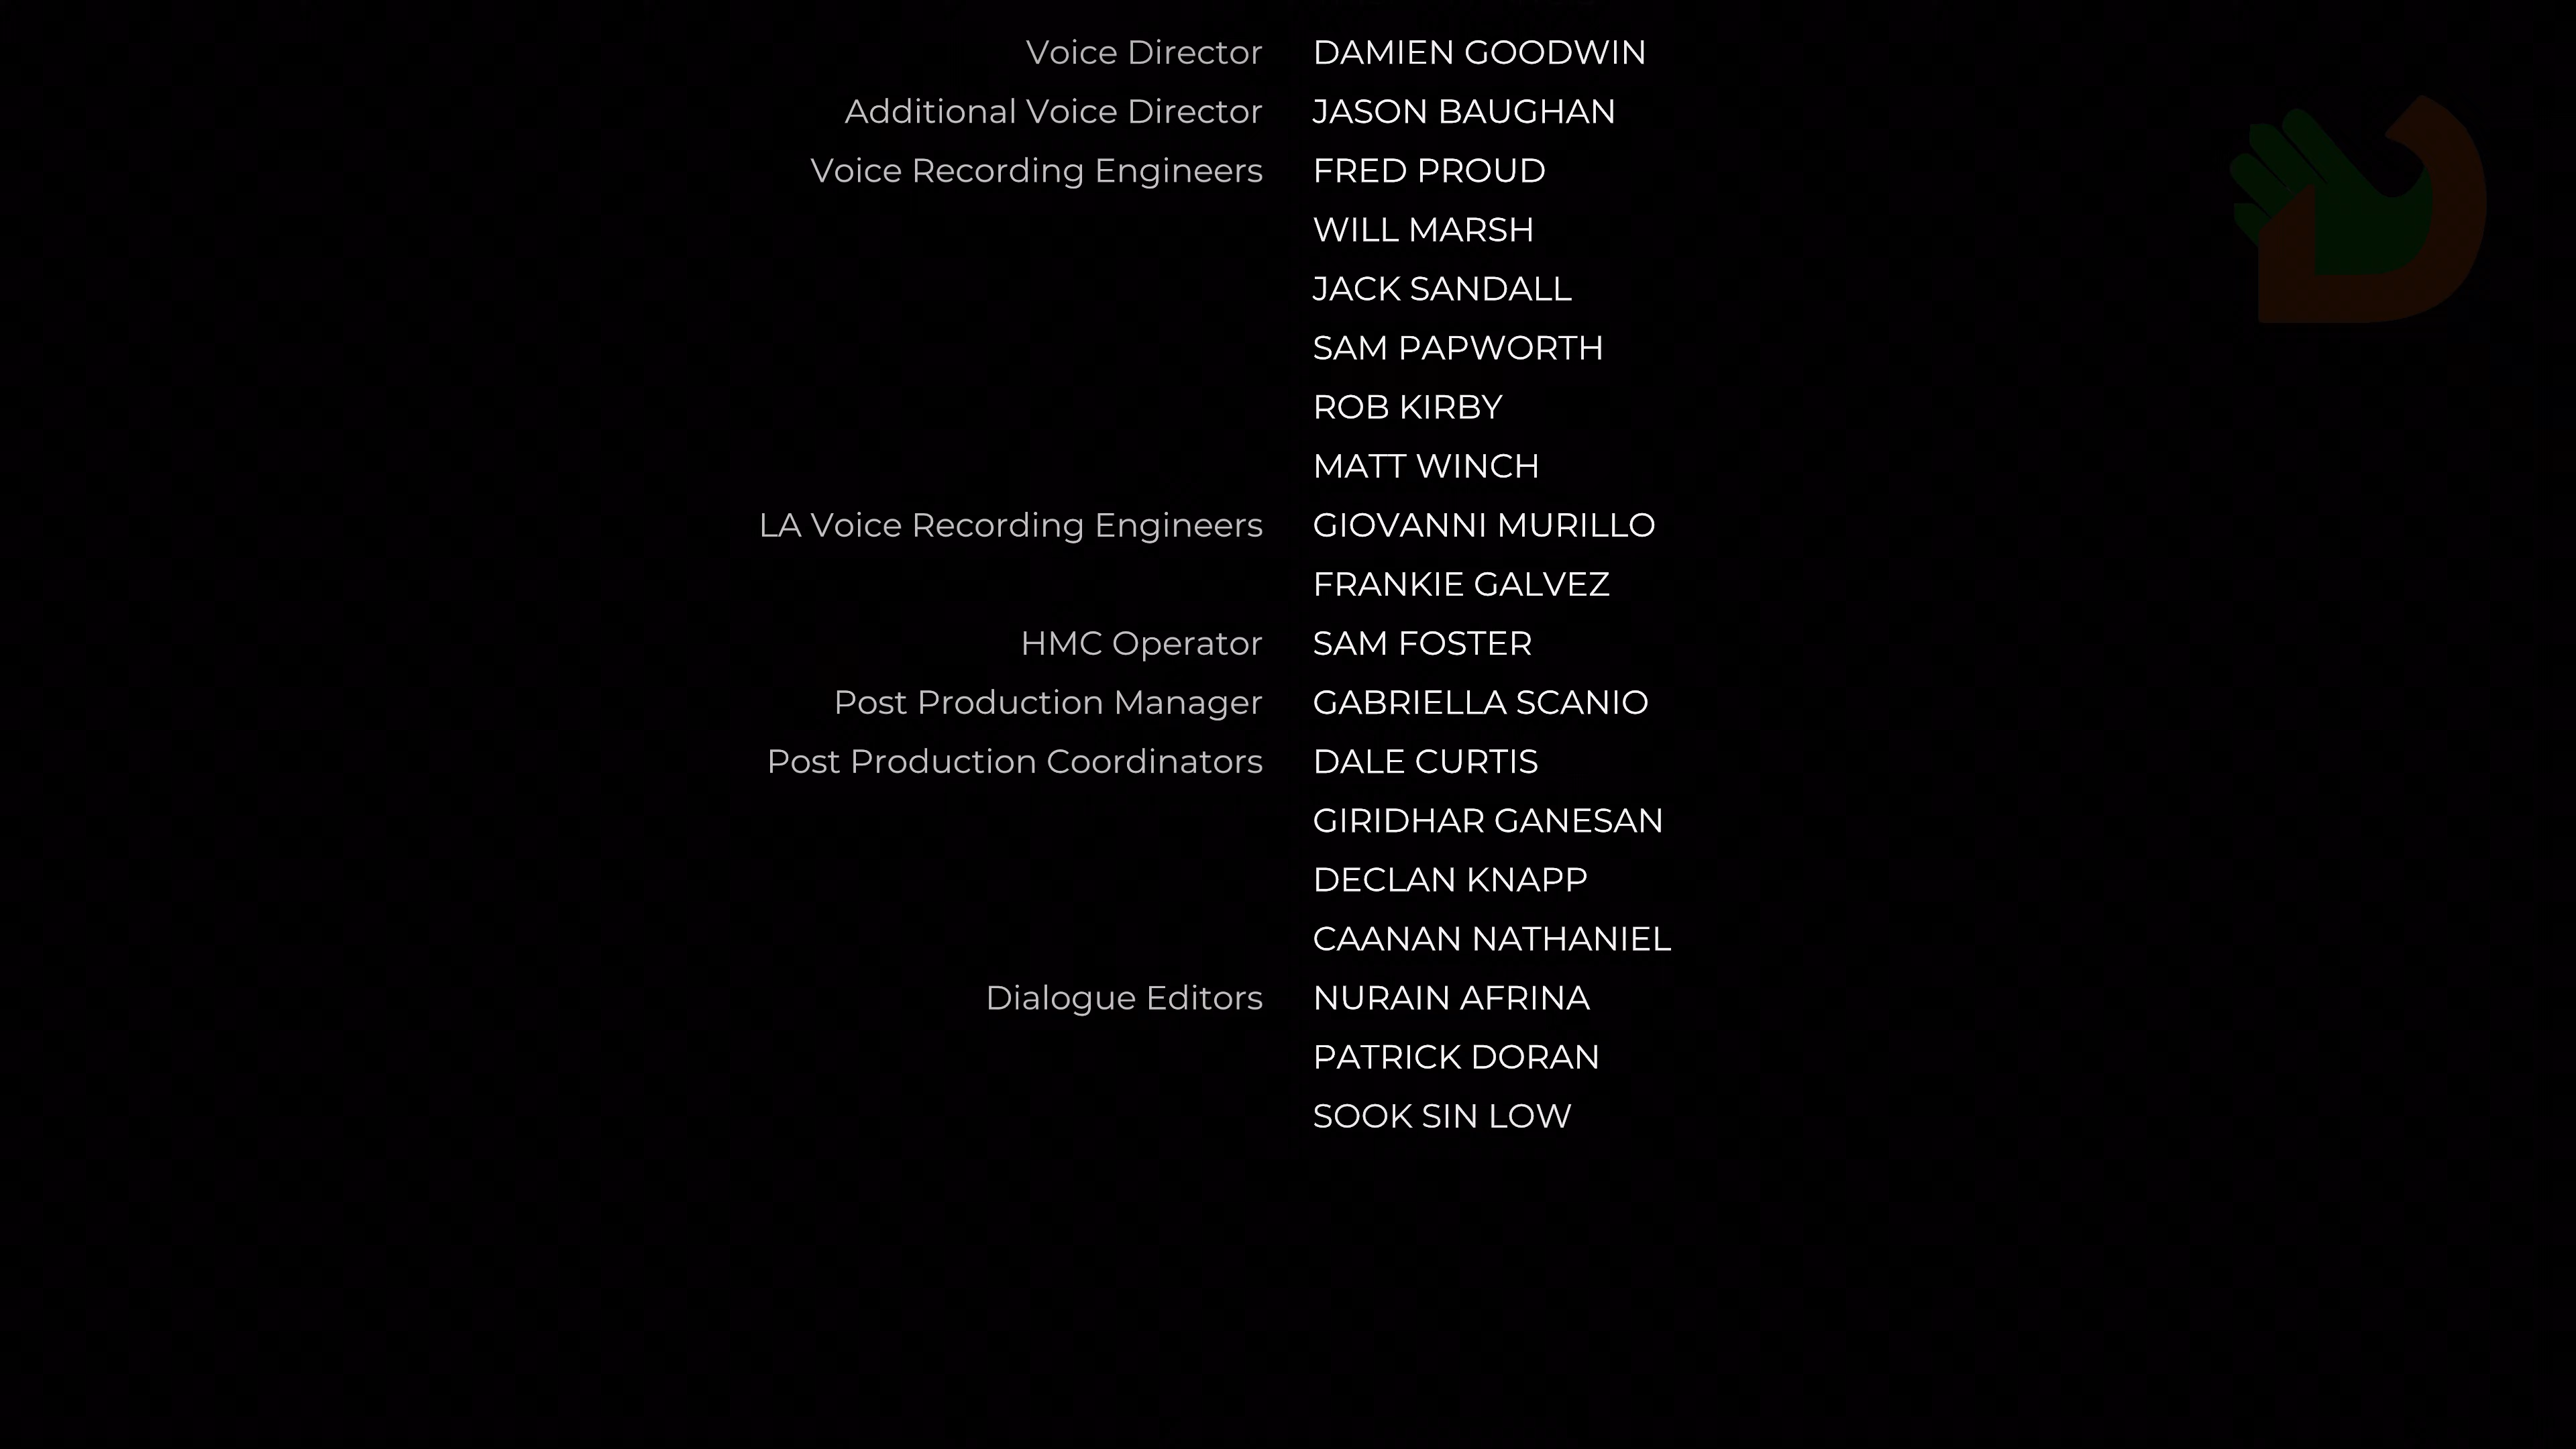 Voice Director DAMIEN GOODWIN
Additional Voice Director JASON BAUGHAN
Voice Recording Engineers FRED PROUD
WILL MARSH
JACK SANDALL
SAM PAPWORTH
ROB KIRBY
MATT WINCH
LA Voice Recording Engineers GIOVANNI MURILLO
FRANKIE GALVEZ
HMC Operator SAM FOSTER
Post Production Manager GABRIELLA SCANIO
Post Production Coordinators DALE CURTIS
GIRIDHAR GANESAN
DECLAN KNAPP
CAANAN NATHANIEL
Dialogue Editors NURAIN AFRINA
PATRICK DORAN
SOOK SIN LOW